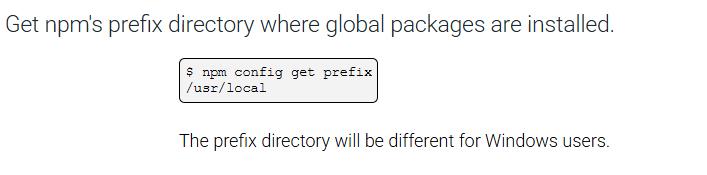 Get npm's prefix directory where global packages are installed.
$ npm config get prefix
/usr/local
The prefix directory will be different for Windows users.